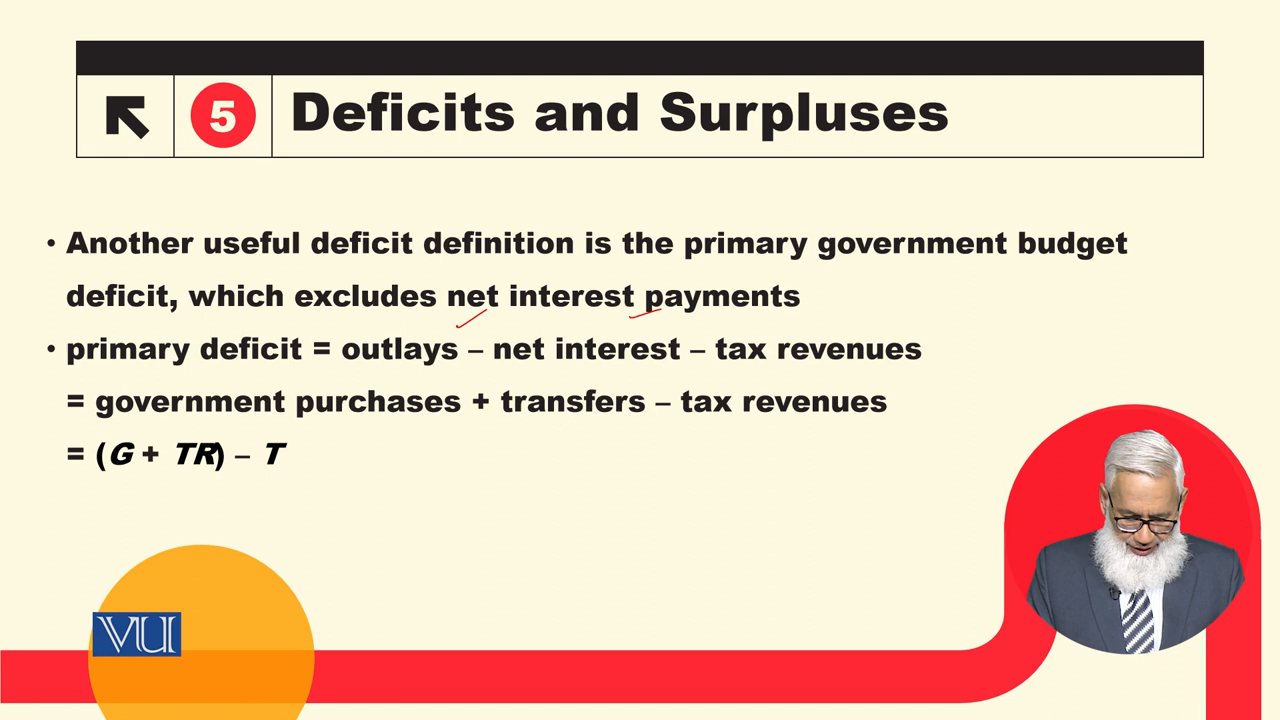 5 Deficits and Surpluses
• Another useful deficit definition is the primary government budget
deficit, which excludes net interest payments
• primary deficit = outlays – net interest – tax revenues
= government purchases + transfers – tax revenues
= (G + TR) – T
VU